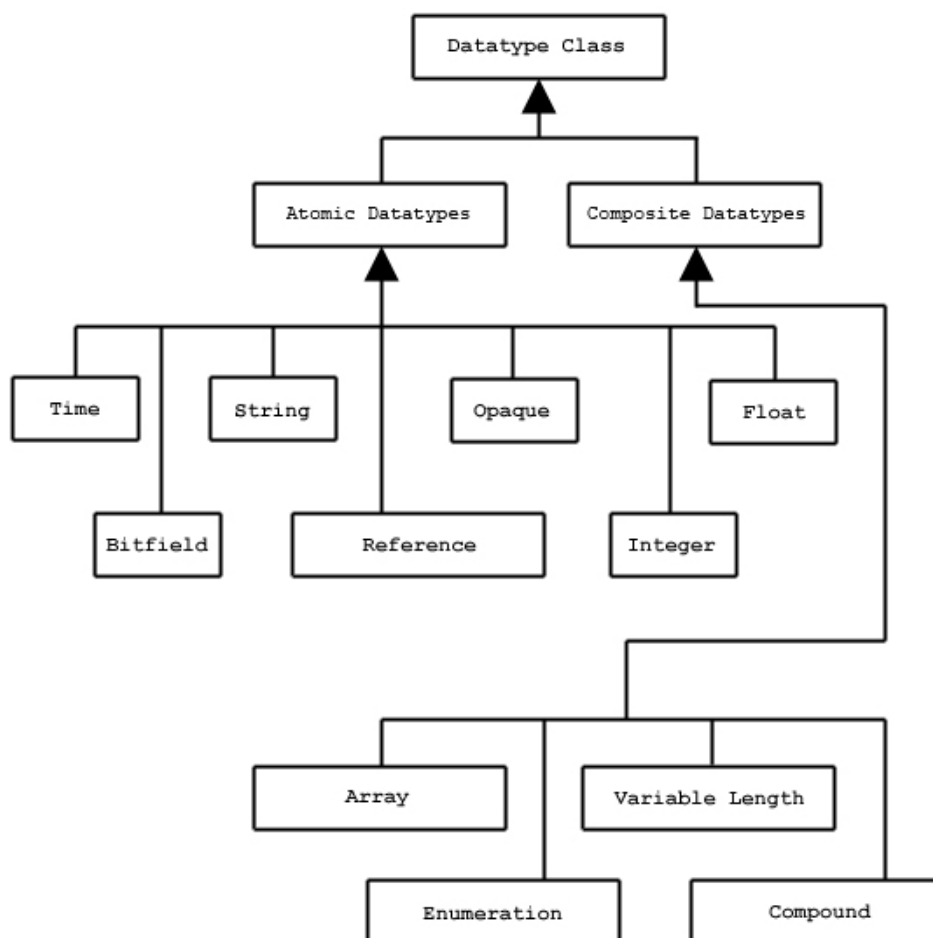 Datatype Class
Atomic Datatypes
Composite Datatypes
Time
String
Opaque
Float
Bitfield
Reference
Integer
Array
Variable Length
Enumeration
Compound